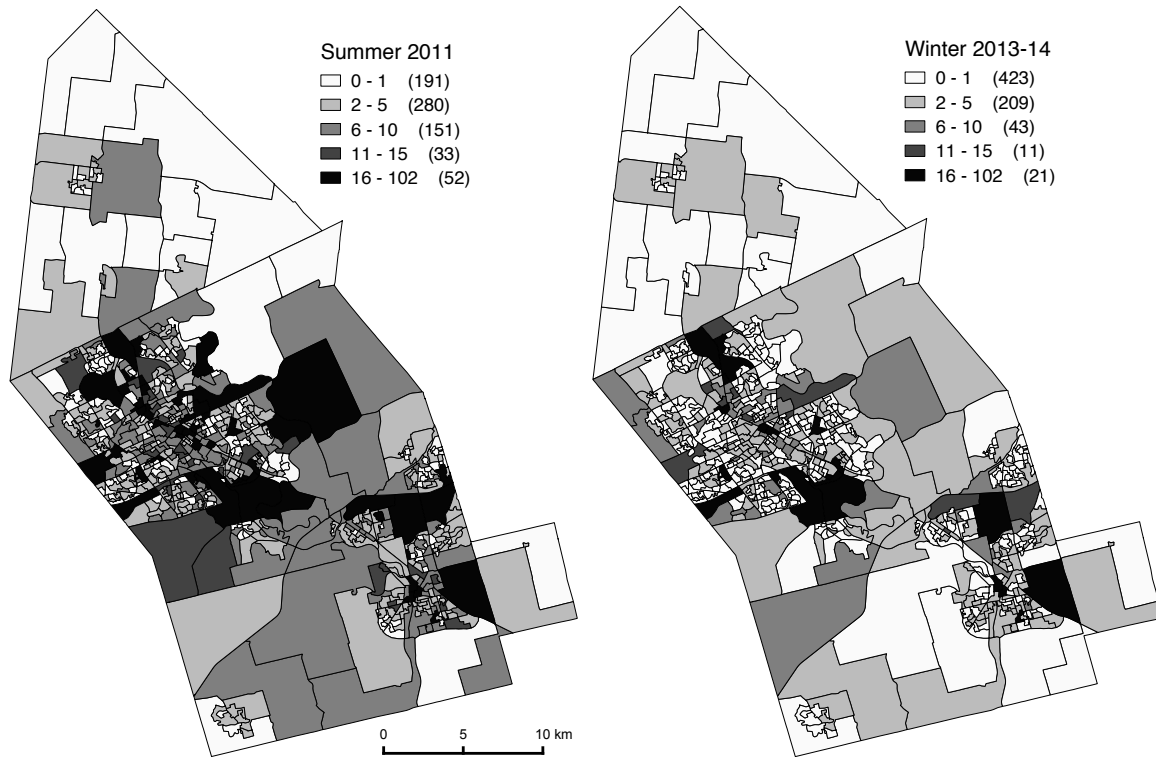 Summer 2011
0 - 1 (191)
2 - 5 (280)
6 - 10 (151)
11 - 15 (33)
16 - 102 (52)
Winter 2013-14
0 - 1 (423)
2 - 5 (209)
6 - 10 (43)
11 - 15 (11)
16 - 102 (21)
0 5 10 km